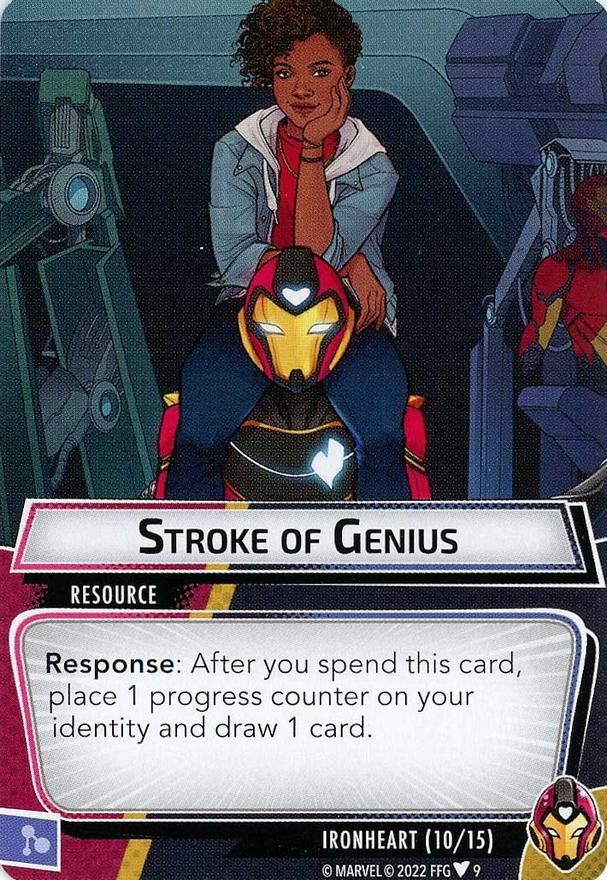 STROKE OF GENIUS
RESOURCE
Response: After you spend this card,
place 1 progress counter on your
identity and draw 1 card.
IRONHEART (10/15)
© MARVEL © 2022 FFG 9